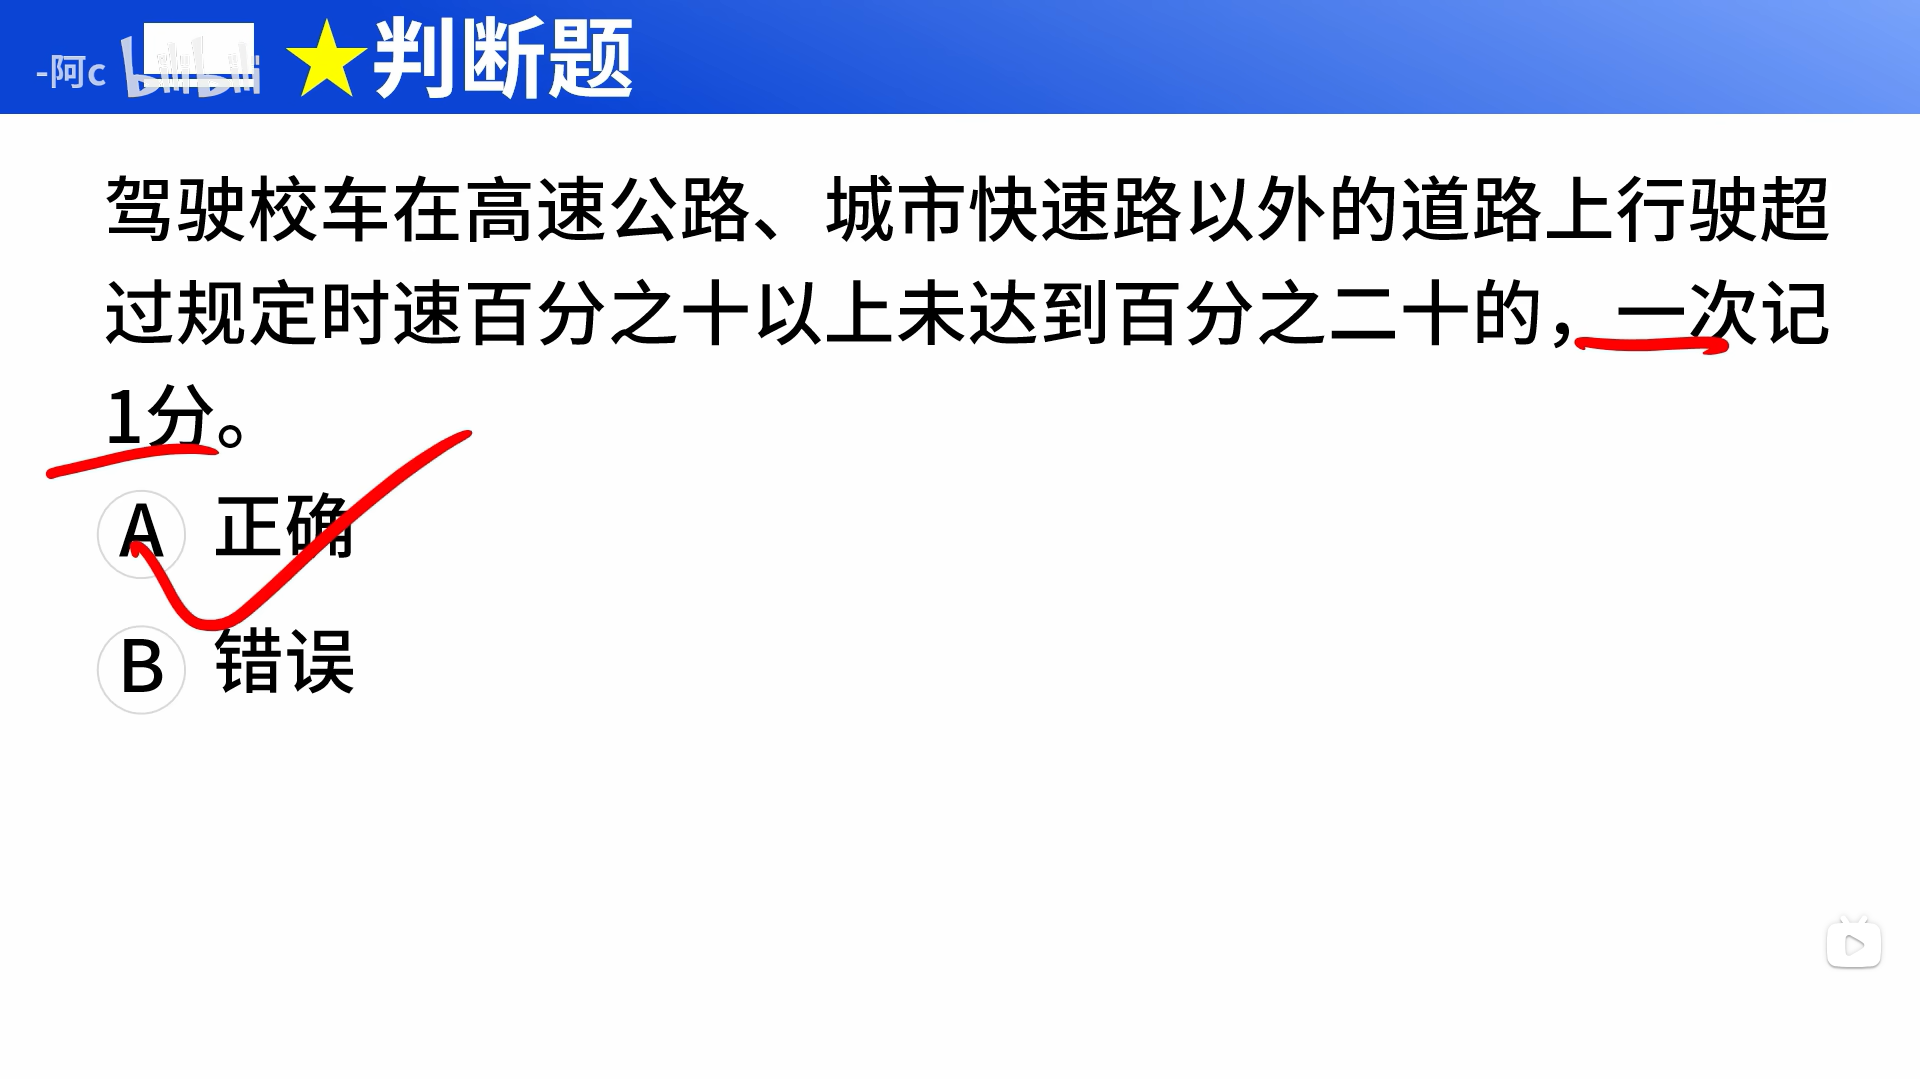 -阿c bilibili ★判断题
驾驶校车在高速公路、城市快速路以外的道路上行驶超
过规定时速百分之十以上未达到百分之二十的，一次记
1分。
A 正确
B 错误